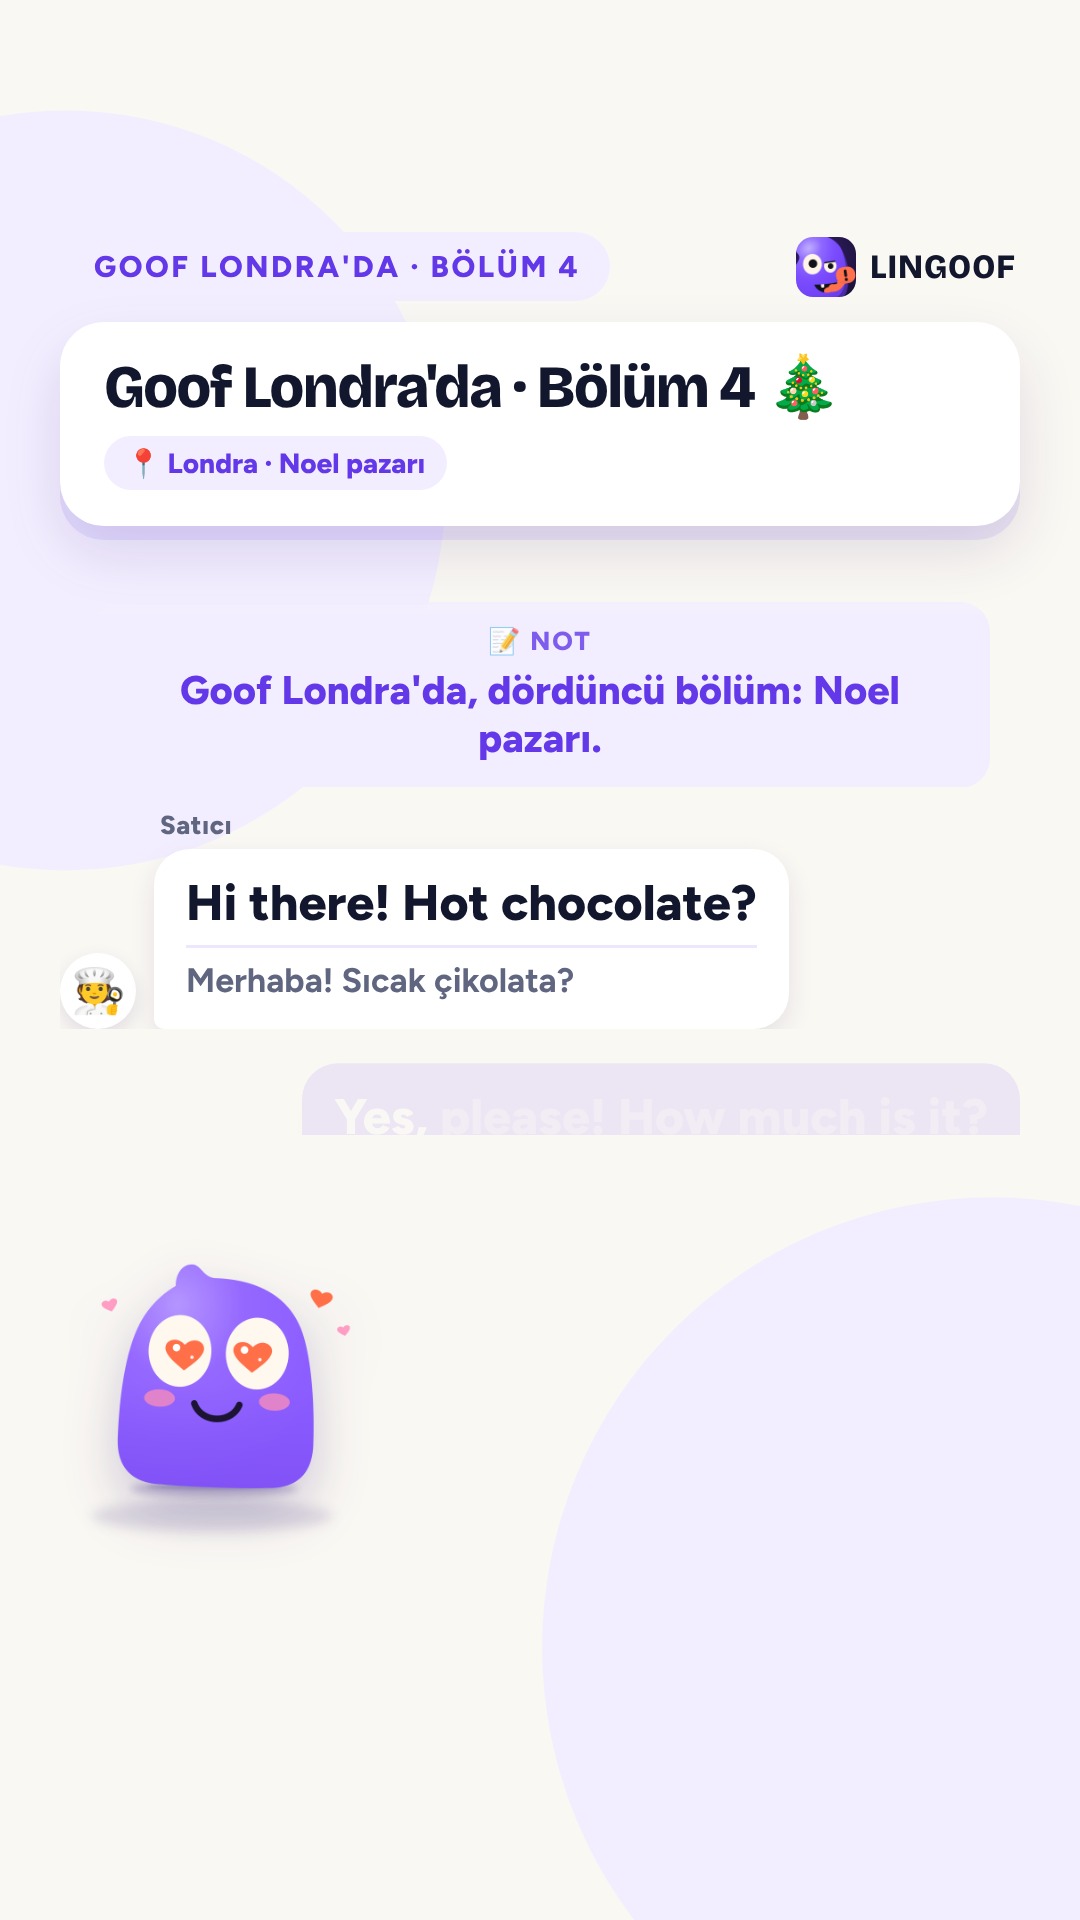 GOOF LONDRA'DA · BÖLÜM 4
LINGOOF
Goof Londra'da · Bölüm 4 🎄
📍 Londra · Noel pazarı
📝 NOT
Goof Londra'da, dördüncü bölüm: Noel
pazarı.
Satıcı
Hi there! Hot chocolate?
Merhaba! Sıcak çikolata?
Yes, please! How much is it?